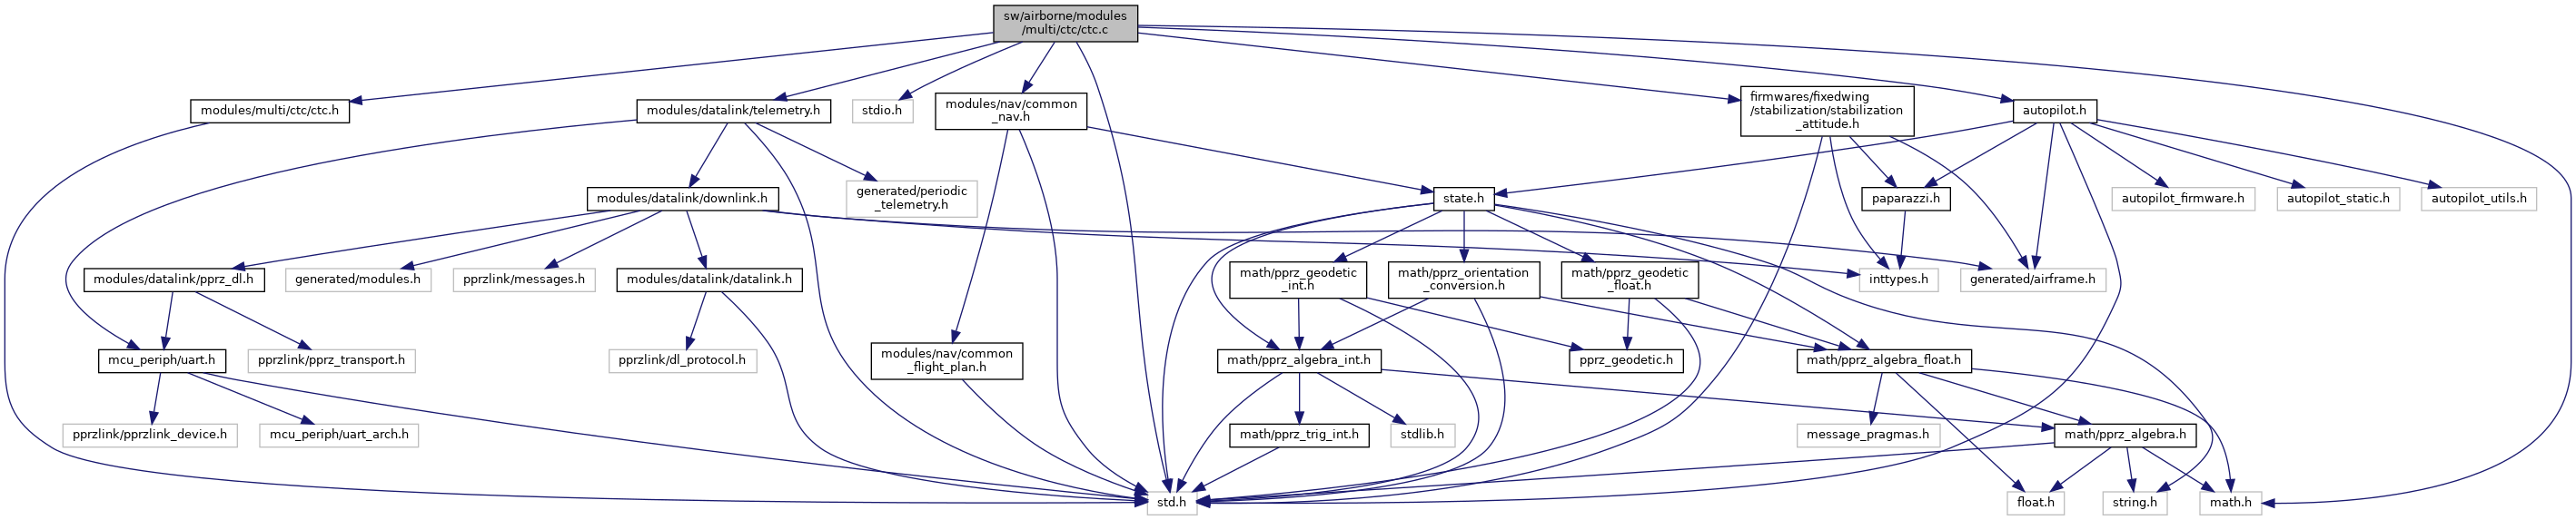 sw/airborne/modules
/multi/ctc/ctc.c
modules/multi/ctc/ctc.h
modules/datalink/telemetry.h
stdio.h
modules/nav/common
_nav.h
firmwares/fixedwing
/stabilization/stabilization
_attitude.h
autopilot.h
modules/datalink/downlink.h
generated/periodic
_telemetry.h
state.h
paparazzi.h
autopilot_firmware.h
autopilot_static.h
autopilot_utils.h
modules/datalink/pprz_dl.h
generated/modules.h
pprzlink/messages.h
modules/datalink/datalink.h
math/pprz_geodetic
_int.h
math/pprz_orientation
_conversion.h
math/pprz_geodetic
_float.h
inttypes.h
generated/airframe.h
mcu_periph/uart.h
pprzlink/pprz_transport.h
pprzlink/dl_protocol.h
modules/nav/common
_flight_plan.h
math/pprz_algebra_int.h
pprz_geodetic.h
math/pprz_algebra_float.h
pprzlink/pprzlink_device.h
mcu_periph/uart_arch.h
math/pprz_trig_int.h
stdlib.h
message_pragmas.h
math/pprz_algebra.h
std.h
float.h
string.h
math.h